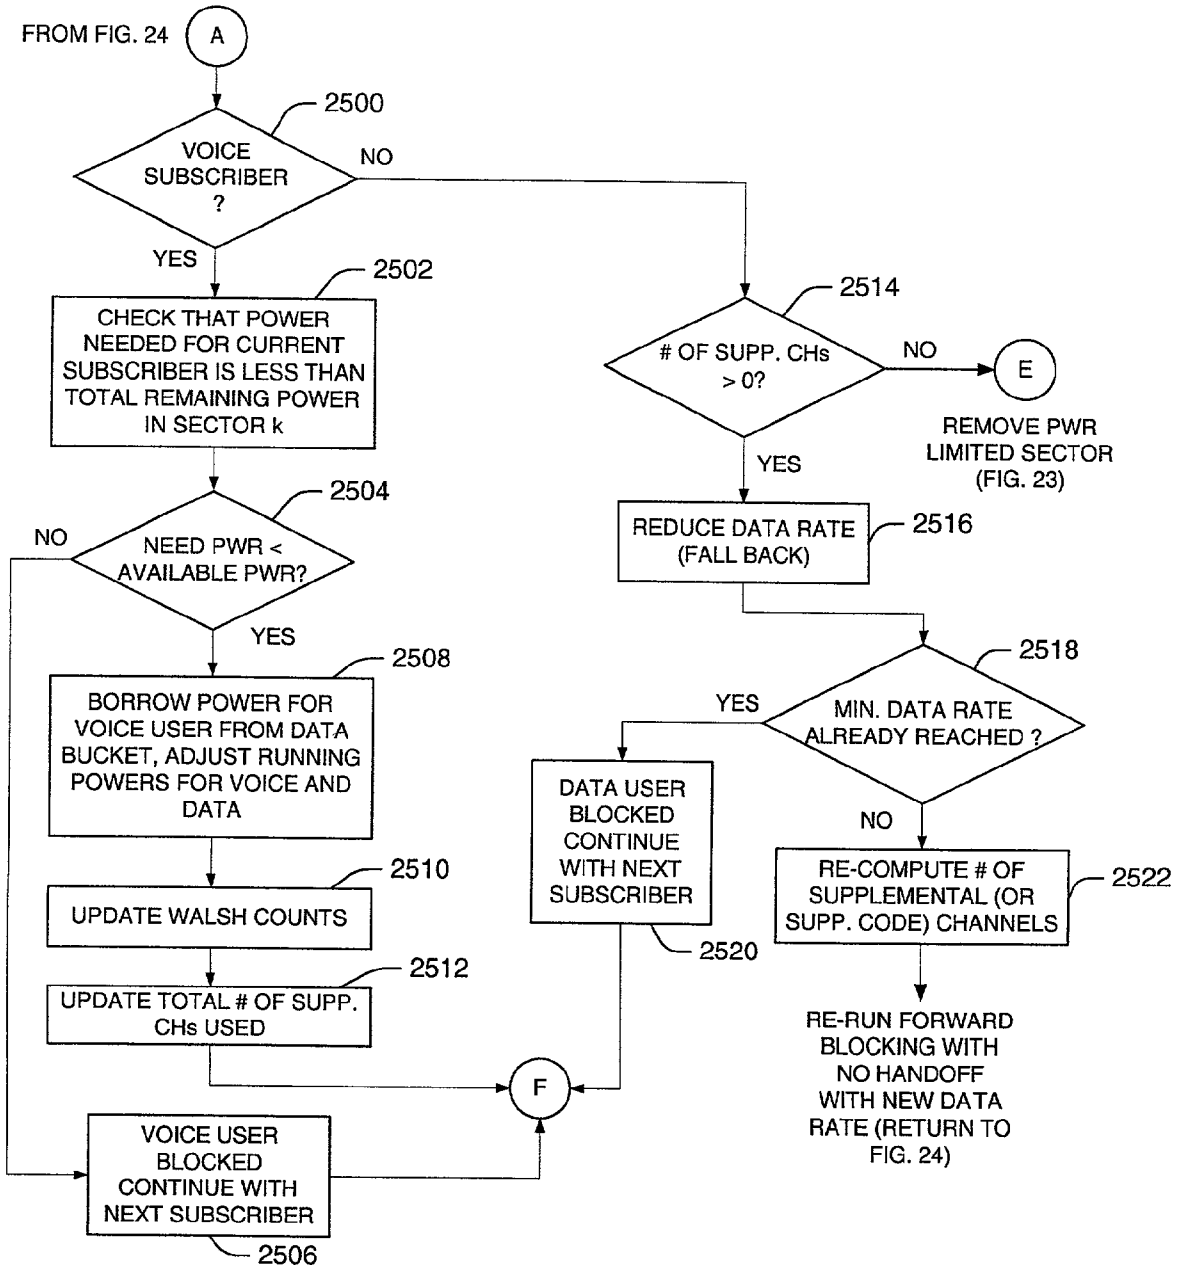 FROM FIG. 24
A
2500
VOICE
SUBSCRIBER
?
NO
YES
2502
CHECK THAT POWER
NEEDED FOR CURRENT
SUBSCRIBER IS LESS THAN
TOTAL REMAINING POWER
IN SECTOR k
2504
NO
NEED PWR <
AVAILABLE PWR?
YES
2508
BORROW POWER FOR
VOICE USER FROM DATA
BUCKET, ADJUST RUNNING
POWERS FOR VOICE AND
DATA
2510
UPDATE WALSH COUNTS
2512
UPDATE TOTAL # OF SUPP.
CHs USED
VOICE USER
BLOCKED
CONTINUE WITH
NEXT SUBSCRIBER
2506
F
2514
# OF SUPP. CHs
> 0?
NO
E
REMOVE PWR
LIMITED SECTOR
(FIG. 23)
YES
REDUCE DATA RATE
(FALL BACK)
2516
2518
YES
MIN. DATA RATE
ALREADY REACHED ?
DATA USER
BLOCKED
CONTINUE
WITH NEXT
SUBSCRIBER
2520
NO
RE-COMPUTE # OF
SUPPLEMENTAL (OR
SUPP. CODE) CHANNELS
2522
RE-RUN FORWARD
BLOCKING WITH
NO HANDOFF
WITH NEW DATA
RATE (RETURN TO
FIG. 24)